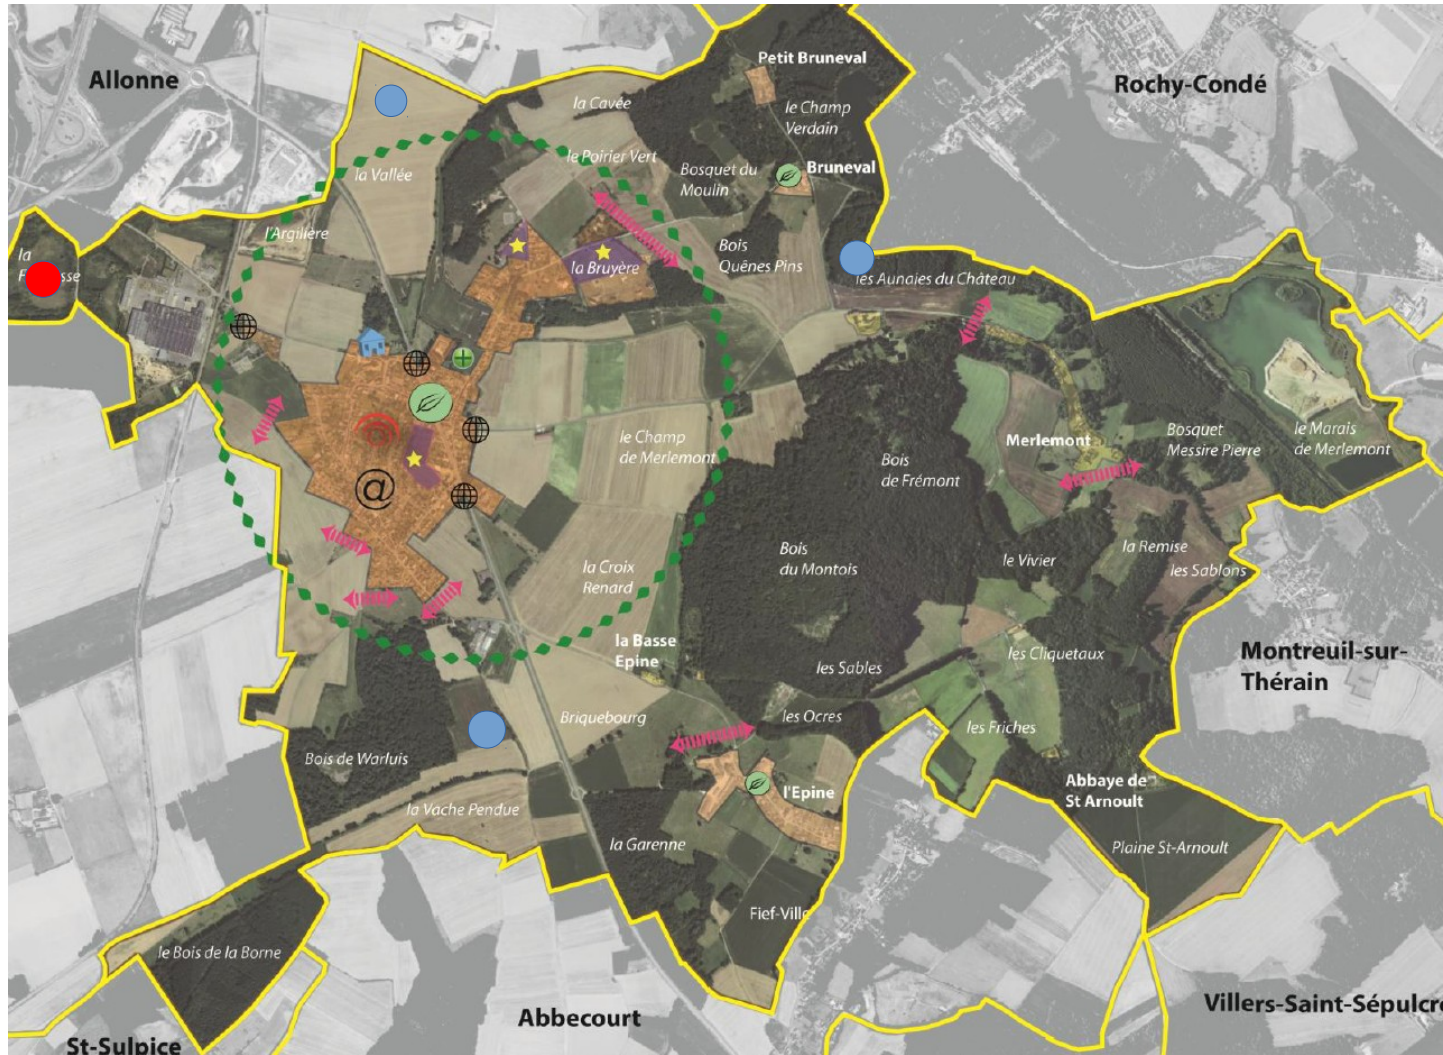 Petit Bruneval
Allonne
Rochy-Condé
la Cavée
le Champ
Verdain
le Poirier Vert
la Vallée
Bosquet du
Moulin
Bruneval
l'Argilière
la
Bois
Quênes Pins
la Bruyère
les Aunaies du Château
le Champ
de Merlemont
Merlemont
Bosquet
Messire Pierre
le Marais
de Merlemont
Bois
de Frémont
@
Bois
du Montois
la Remise
le Vivier
les Sablons
la Croix
Renard
la Basse
Epine
les Sables
les Cliquetaux
Montreuil-sur-
Thérain
Briquebourg
les Ocres
les Friches
Bois de Warluis
l'Epine
Abbaye de
St Arnoult
la Vache Pendue
la Garenne
Plaine St-Arnoult
Fief-Ville
le Bois de la Borne
Abbecourt
Villers-Saint-Sépulcre
St-Sulpice